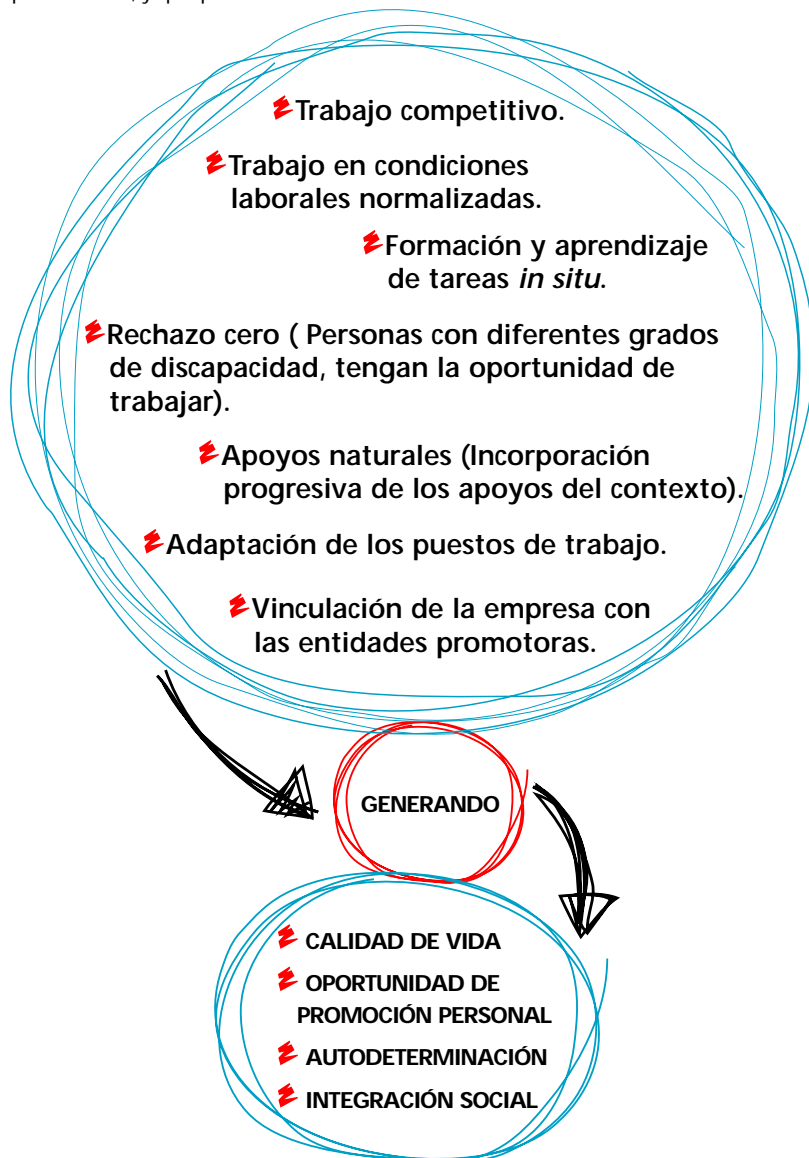 Trabajo competitivo.
Trabajo en condiciones
laborales normalizadas.
Formación y aprendizaje
de tareas in situ.
Rechazo cero ( Personas con diferentes grados
de discapacidad, tengan la oportunidad de
trabajar).
Apoyos naturales (Incorporación
progresiva de los apoyos del contexto).
Adaptación de los puestos de trabajo.
Vinculación de la empresa con
las entidades promotoras.
GENERANDO
CALIDAD DE VIDA
OPORTUNIDAD DE
PROMOCIÓN PERSONAL
AUTODETERMINACIÓN
INTEGRACIÓN SOCIAL